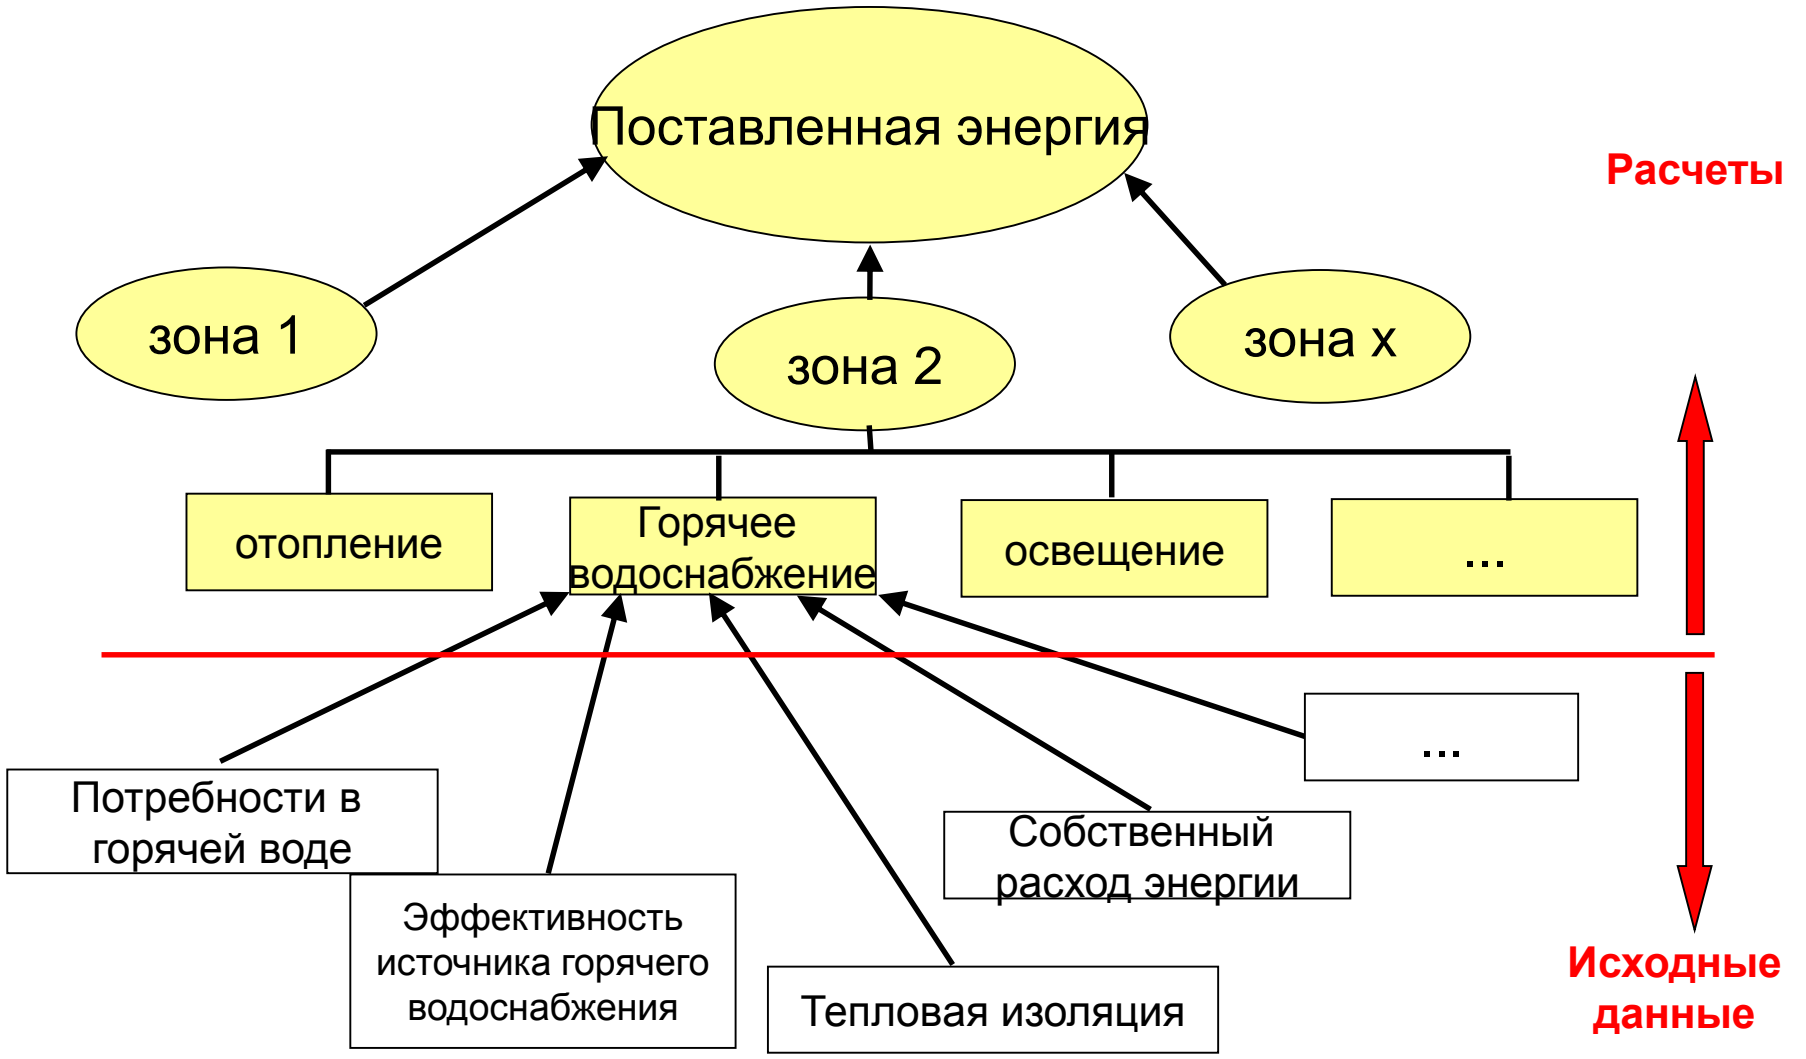 Поставленная энергия
Расчеты
зона 1
зона 2
зона x
отопление
Горячее
водоснабжение
освещение
...
...
Потребности в
горячей воде
Собственный
расход энергии
Эффективность
источника горячего
водоснабжения
Тепловая изоляция
Исходные
данные